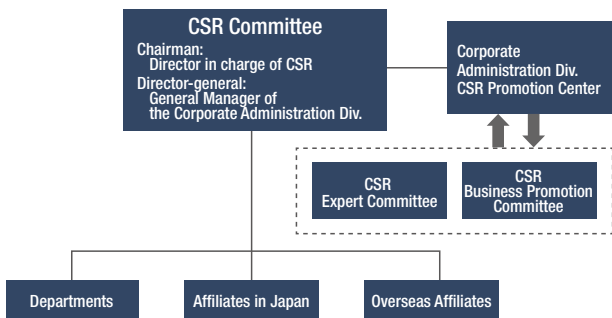 CSR Committee
Chairman:
Director in charge of CSR
Director-general:
General Manager of
the Corporate Administration Div.
Corporate
Administration Div.
CSR Promotion Center
CSR
Expert Committee
CSR
Business Promotion
Committee
Departments
Affiliates in Japan
Overseas Affiliates